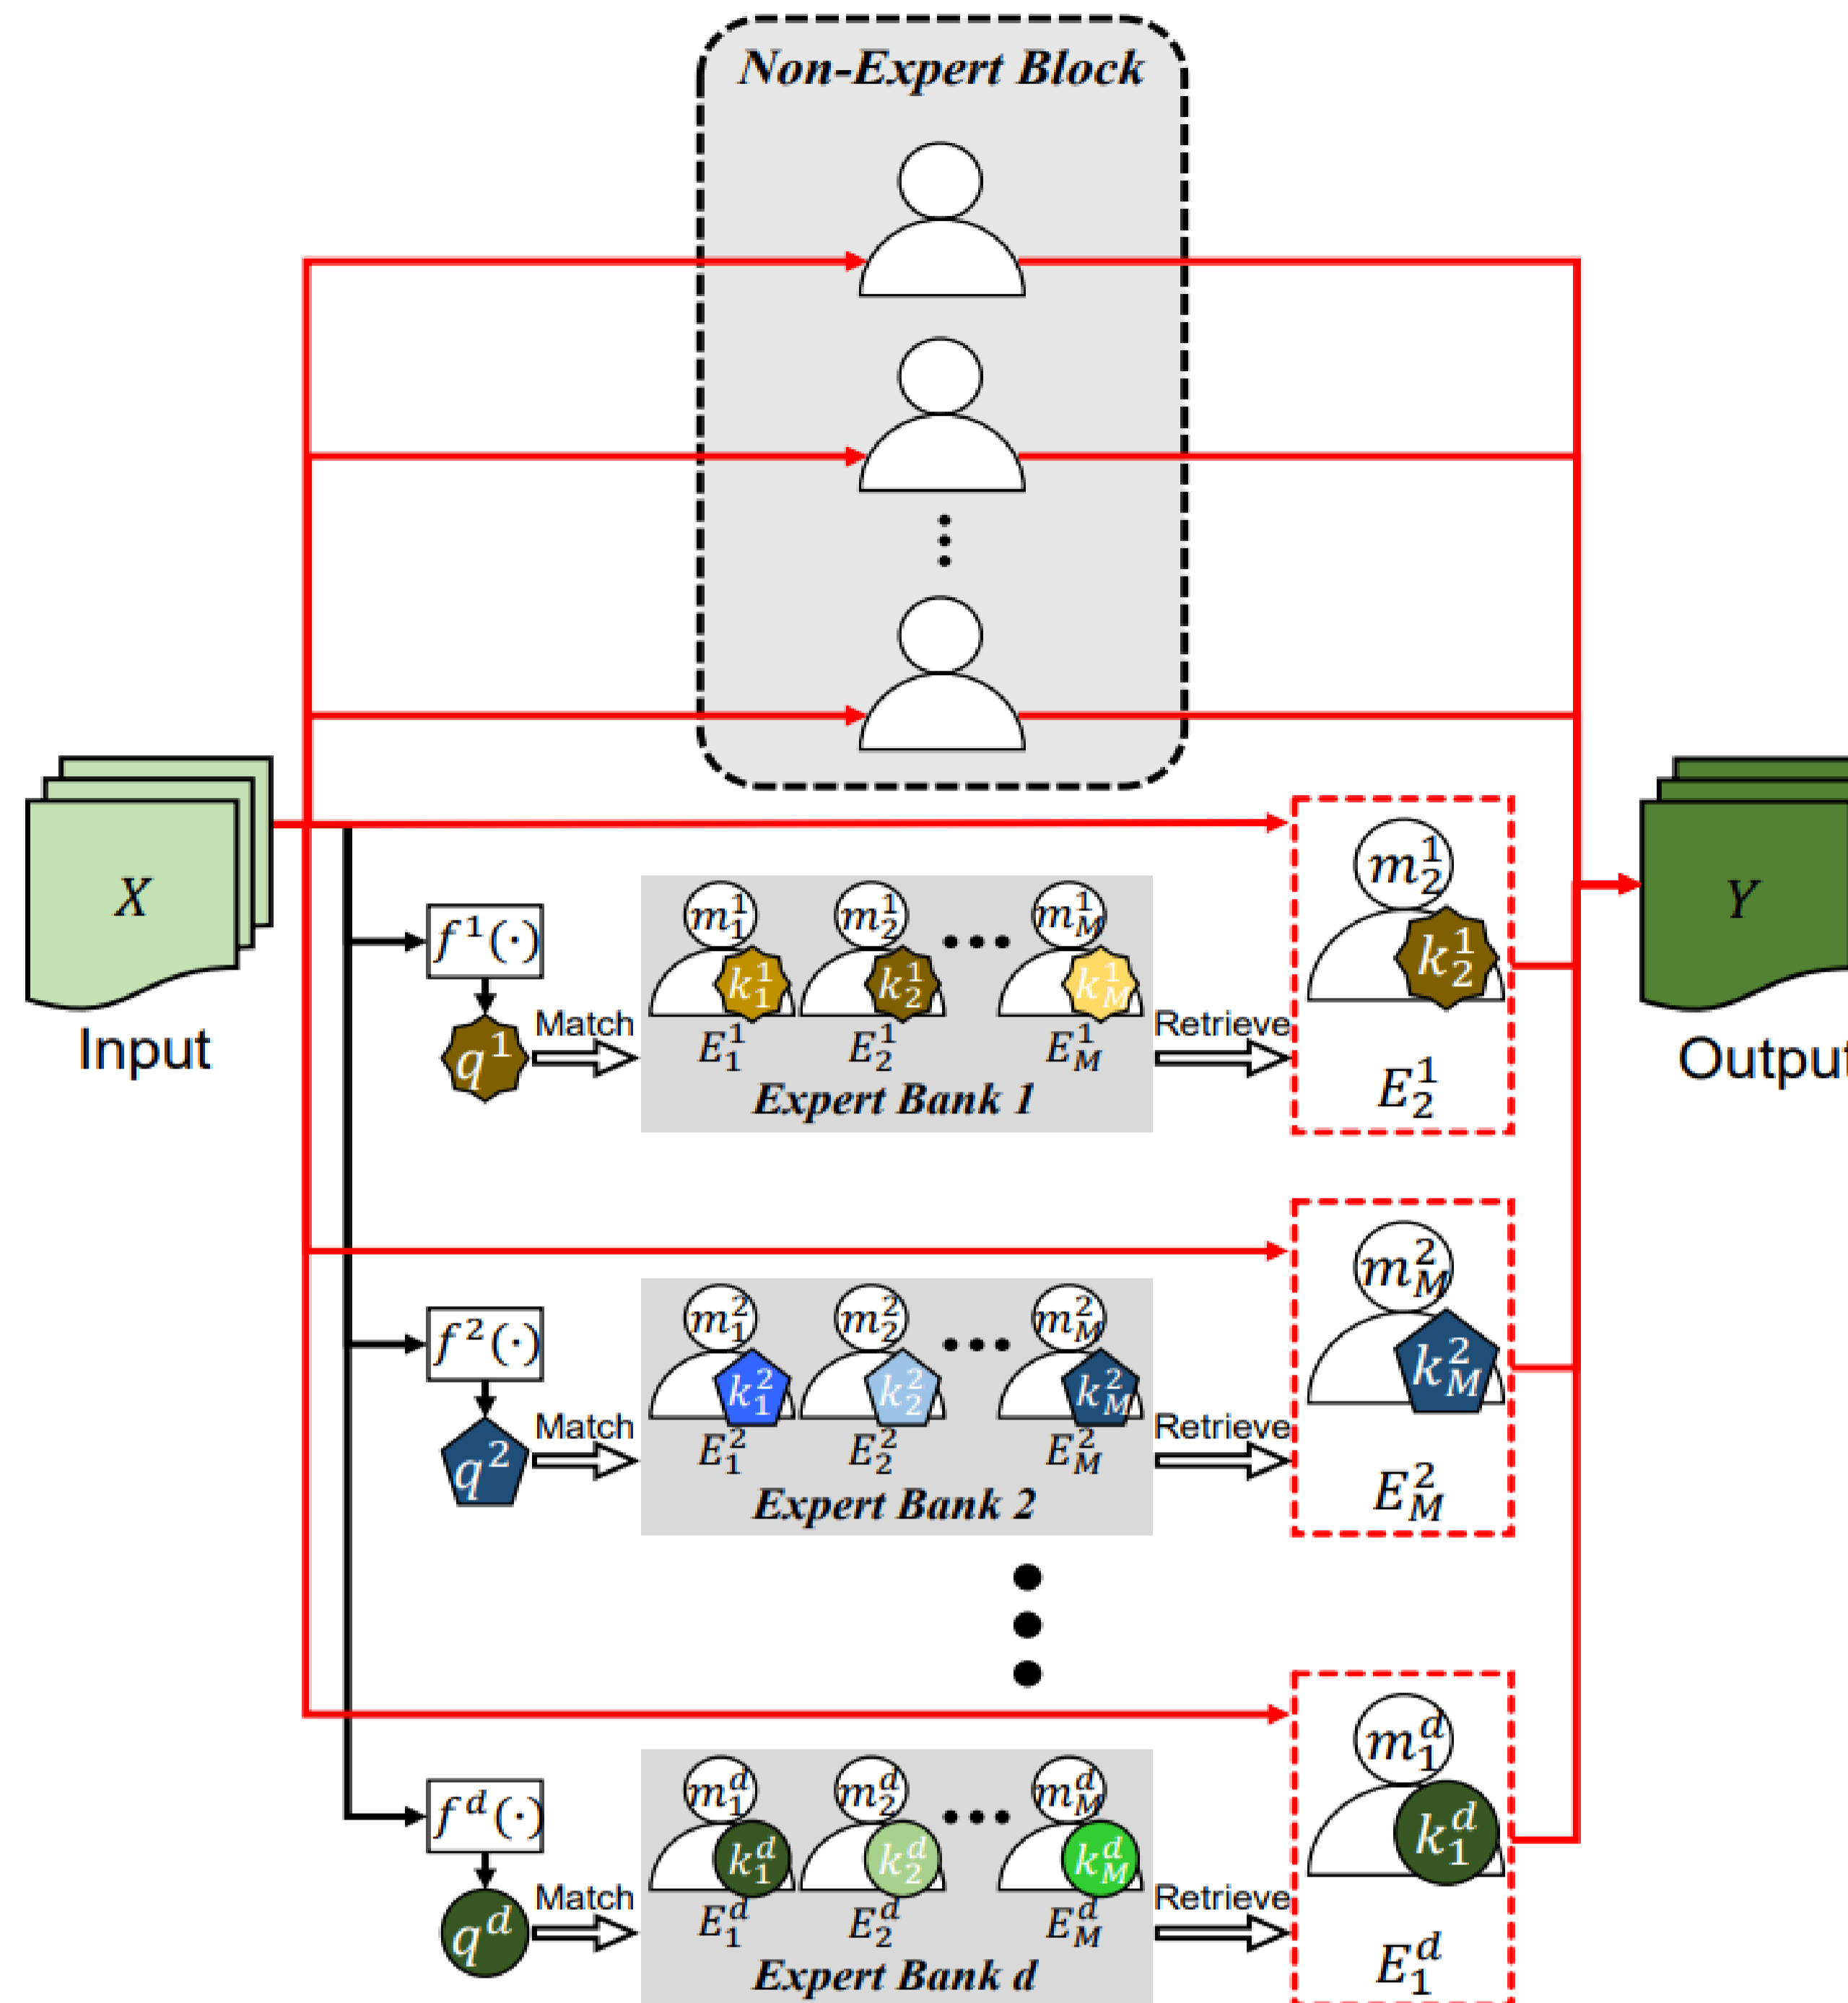 Non-Expert Block
X
Input
m₂¹
k₂¹
E₂¹
Y
Output
f¹(·)
q¹
Match
m₁¹ m₂¹ ••• m_M¹
k₁¹ k₂¹ k_M¹
E₁¹ E₂¹ E_M¹
Expert Bank 1
Retrieve
f²(·)
q²
Match
m₁² m₂² ••• m_M²
k₁² k₂² k_M²
E₁² E₂² E_M²
Expert Bank 2
Retrieve
m_M²
k_M²
E_M²
f^d(·)
q^d
Match
m₁^d m₂^d ••• m_M^d
k₁^d k₂^d k_M^d
E₁^d E₂^d E_M^d
Expert Bank d
Retrieve
m₁^d
k₁^d
E₁^d